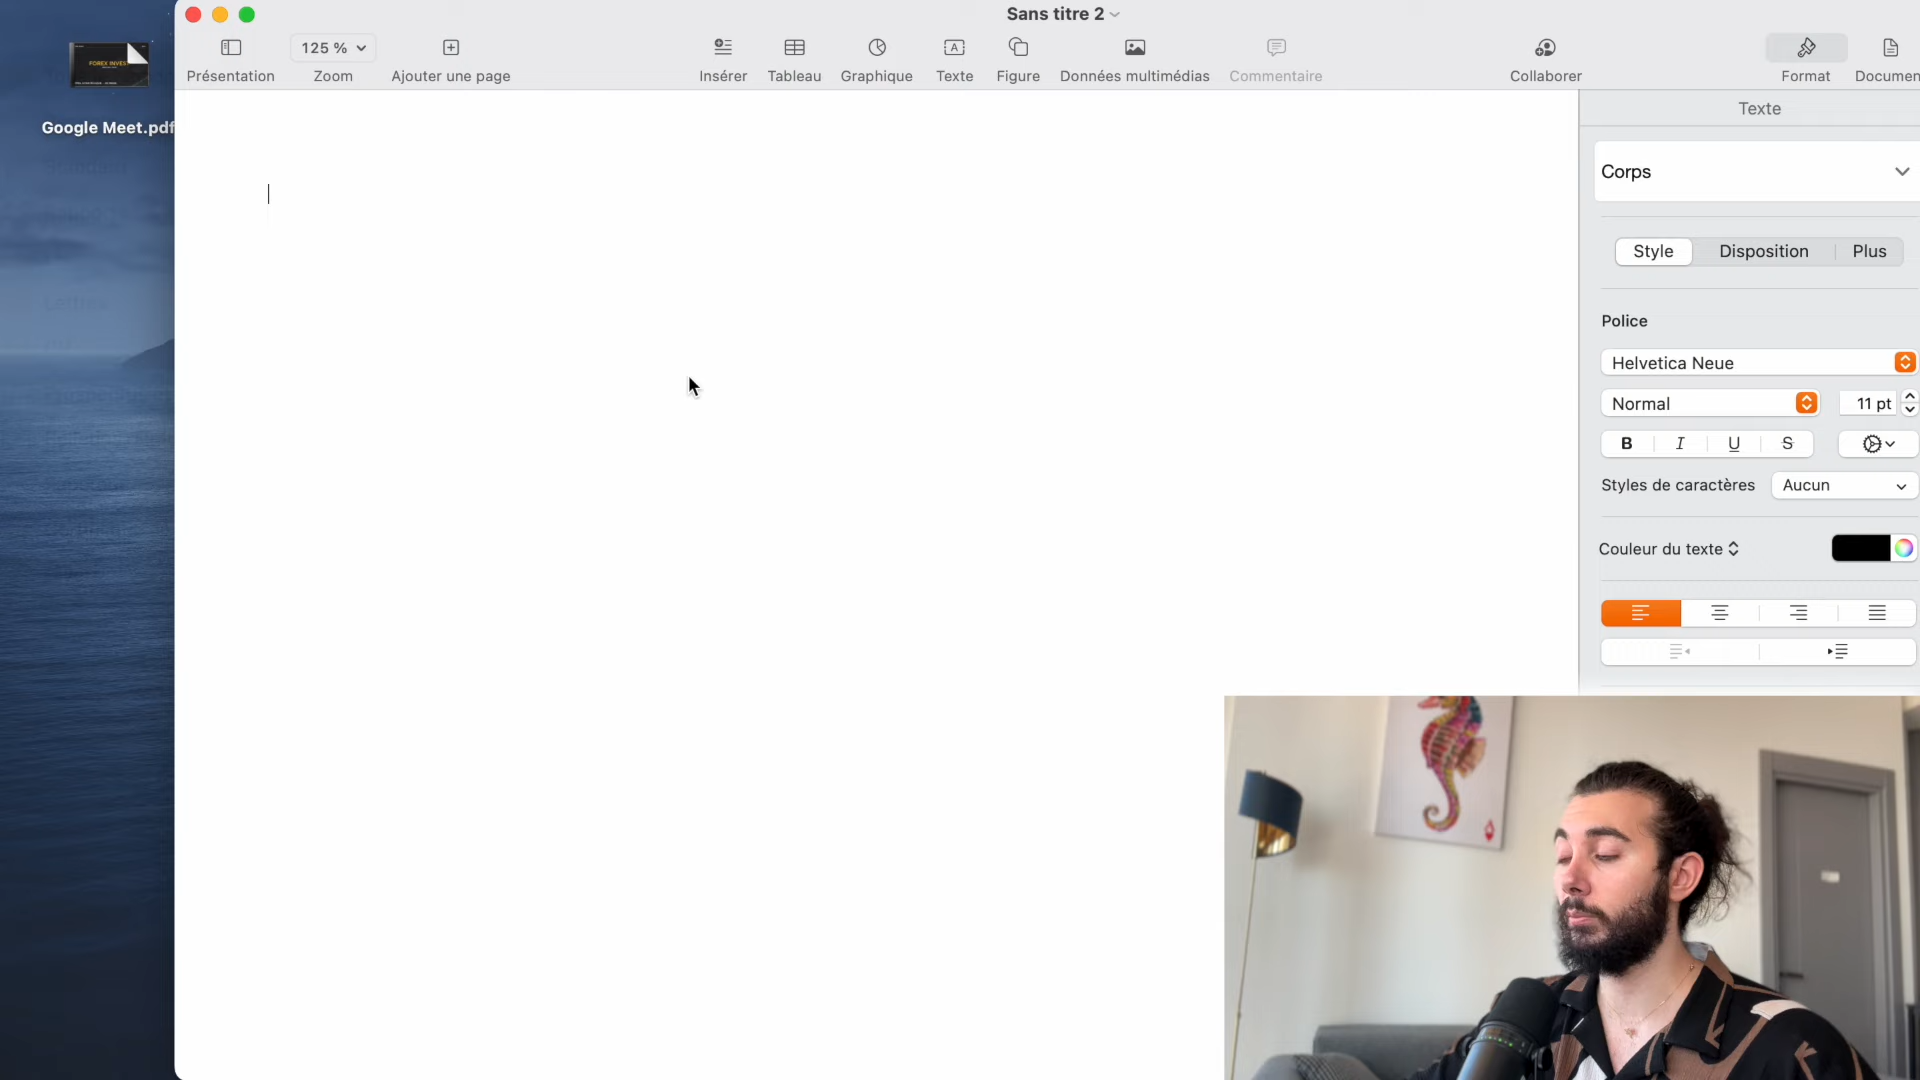 Sans titre 2
125 %
Présentation
Zoom
Ajouter une page
Insérer
Tableau
Graphique
Texte
Figure
Données multimédias
Commentaire
Collaborer
Format
Documen
FOREX INVEST
Google Meet.pdf
Texte
Corps
Style
Disposition
Plus
Police
Helvetica Neue
Normal
11 pt
B I U S
Styles de caractères
Aucun
Couleur du texte